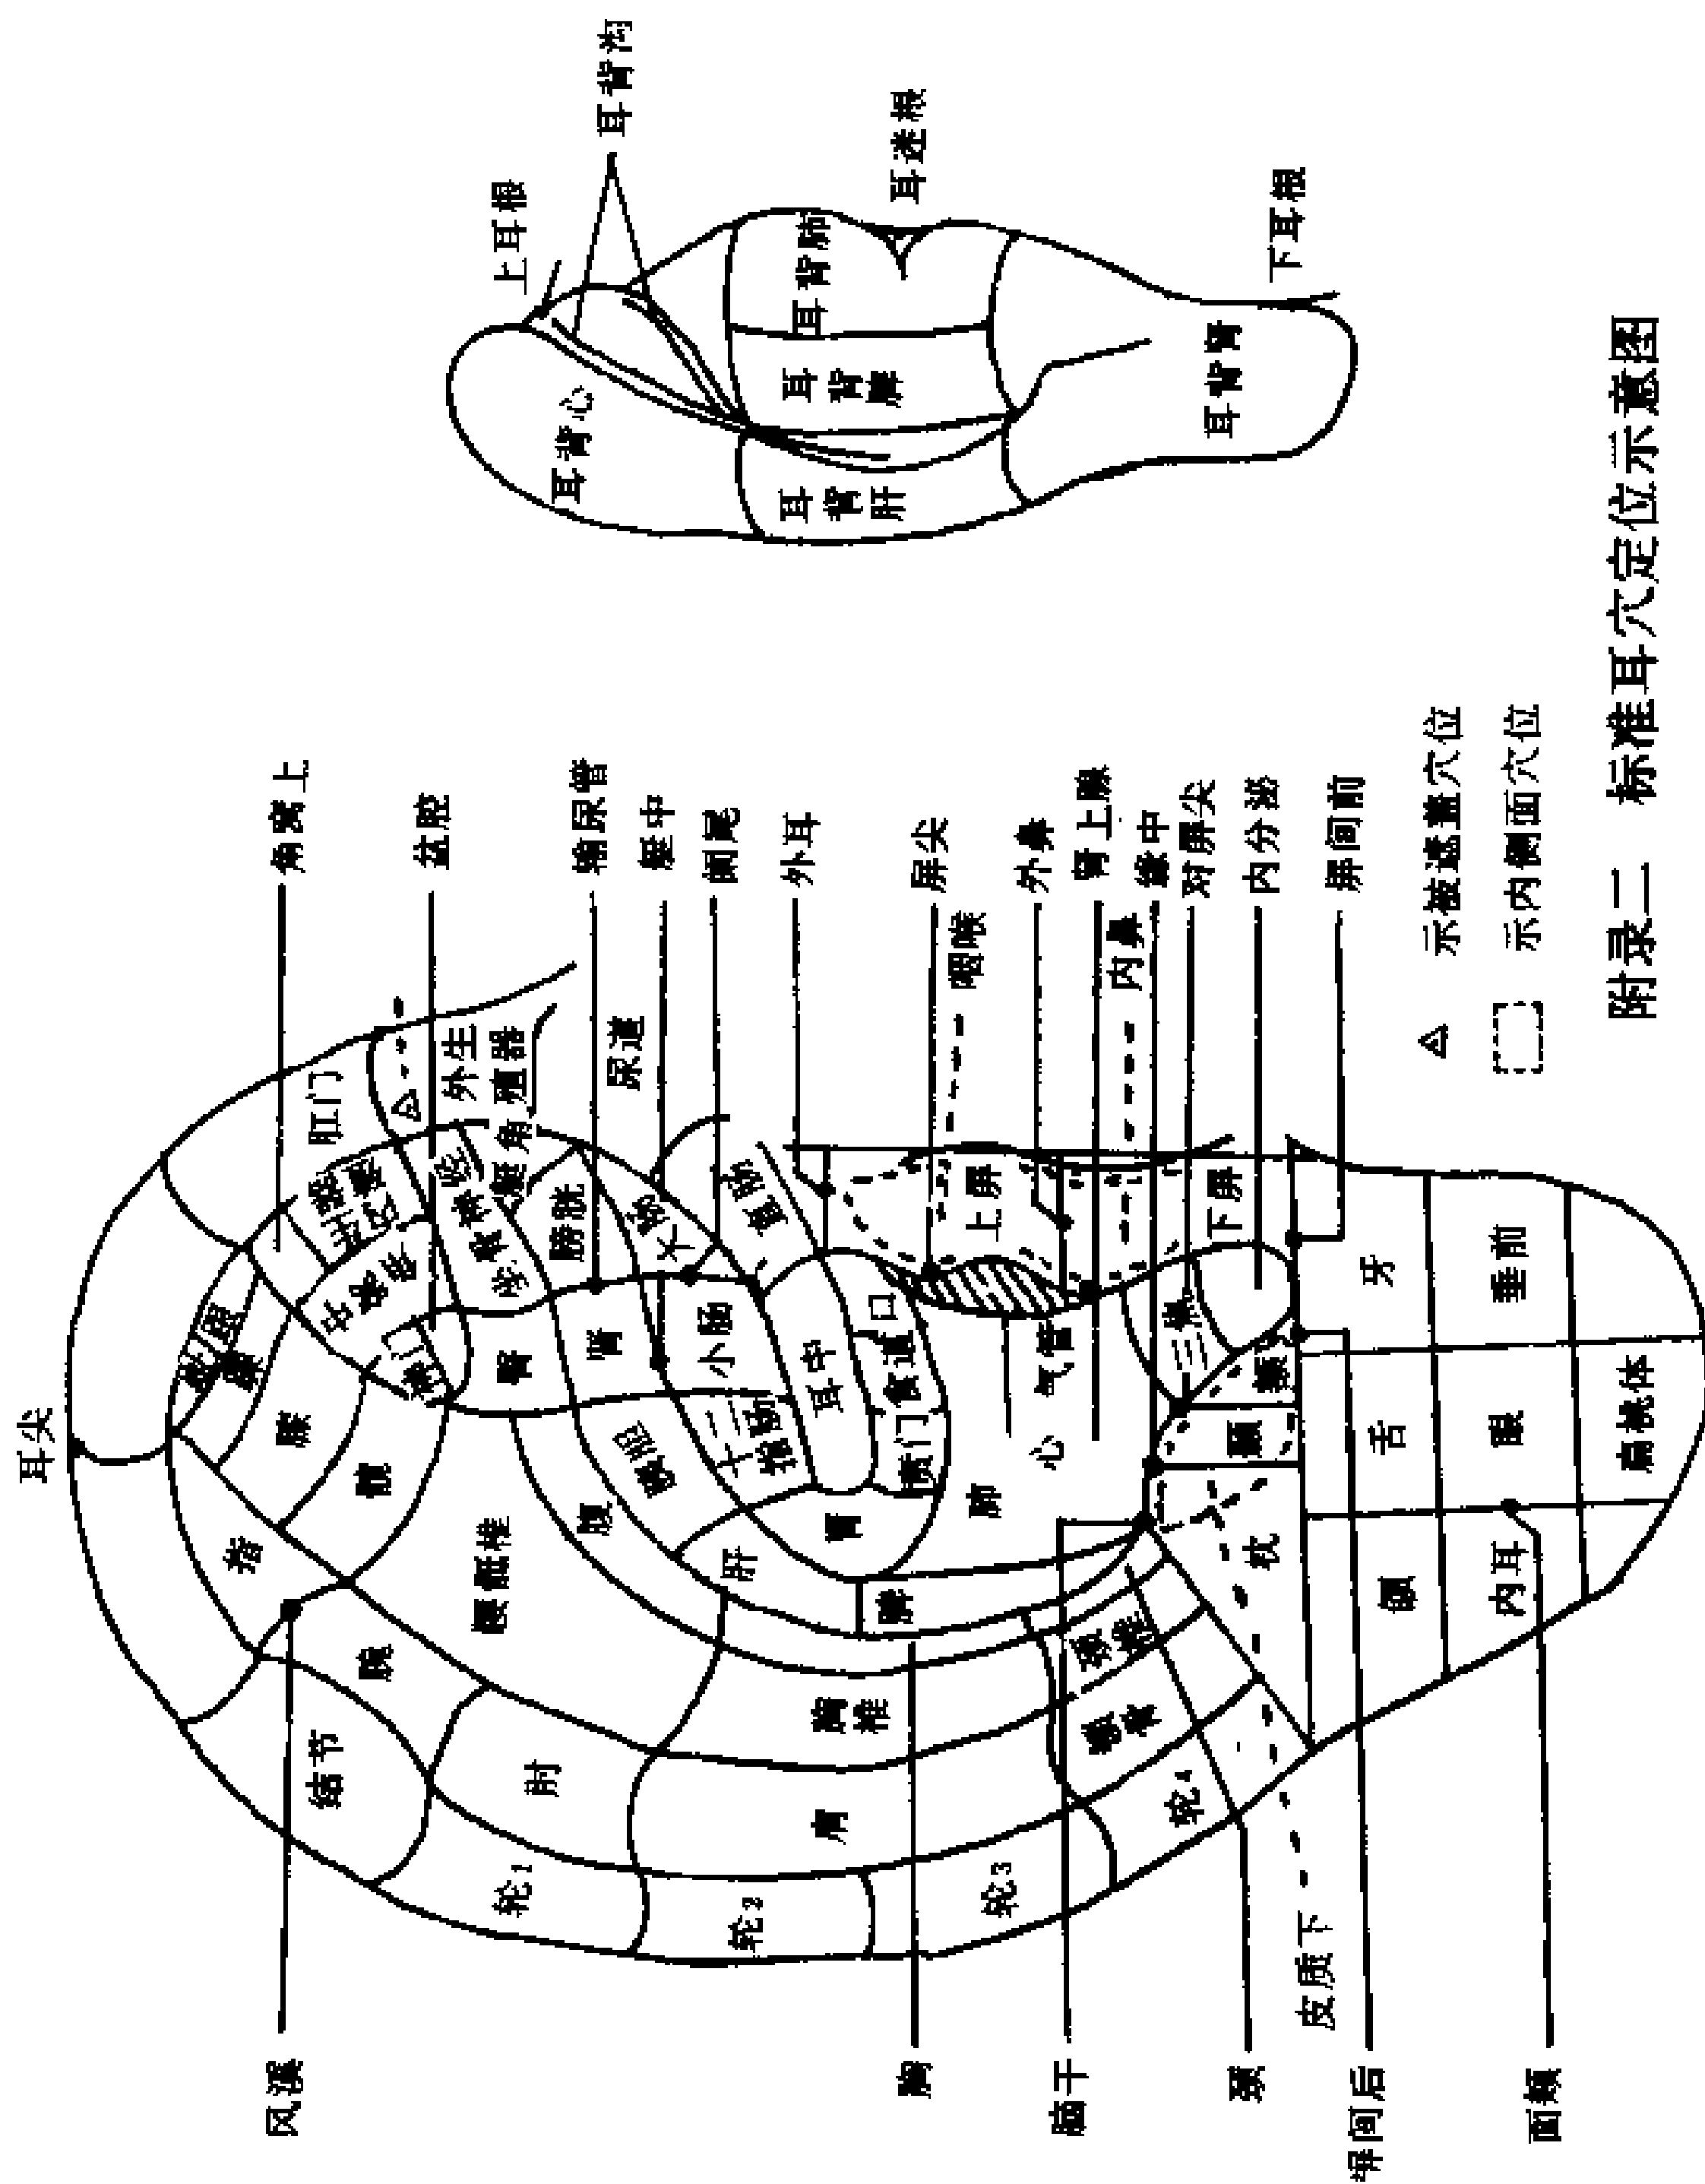 耳尖
上耳根
耳背沟
耳背心
耳背肺
耳迷根
耳背脾
耳背肝
耳背肾
下耳根
角窝上
盆腔
输尿管
艇中
阑尾
外耳
屏尖
咽喉
外鼻
肾上腺
内鼻
缘中
对屏尖
内分泌
屏间前
肛门
外生殖器
尿道
艇角
角窝中
神门
交感
膀胱
大肠
直肠
上屏
下屏
趾
跟
踝
膝
髋
臀
肾
小肠
耳中
口
食道
贲门
十二指肠
胰胆
胃
肝
脾
腹
腰骶椎
指
腕
肘
肩
胸椎
颈椎
锁骨
结节
轮1
轮2
轮3
轮4
气管
心
肺
三焦
额
颞
枕
牙
舌
颌
垂前
眼
内耳
扁桃体
风溪
胸
脑干
颈
皮质下
屏间后
面颊
△ 示被遮盖穴位
示内侧面穴位
附录二 标准耳穴定位示意图